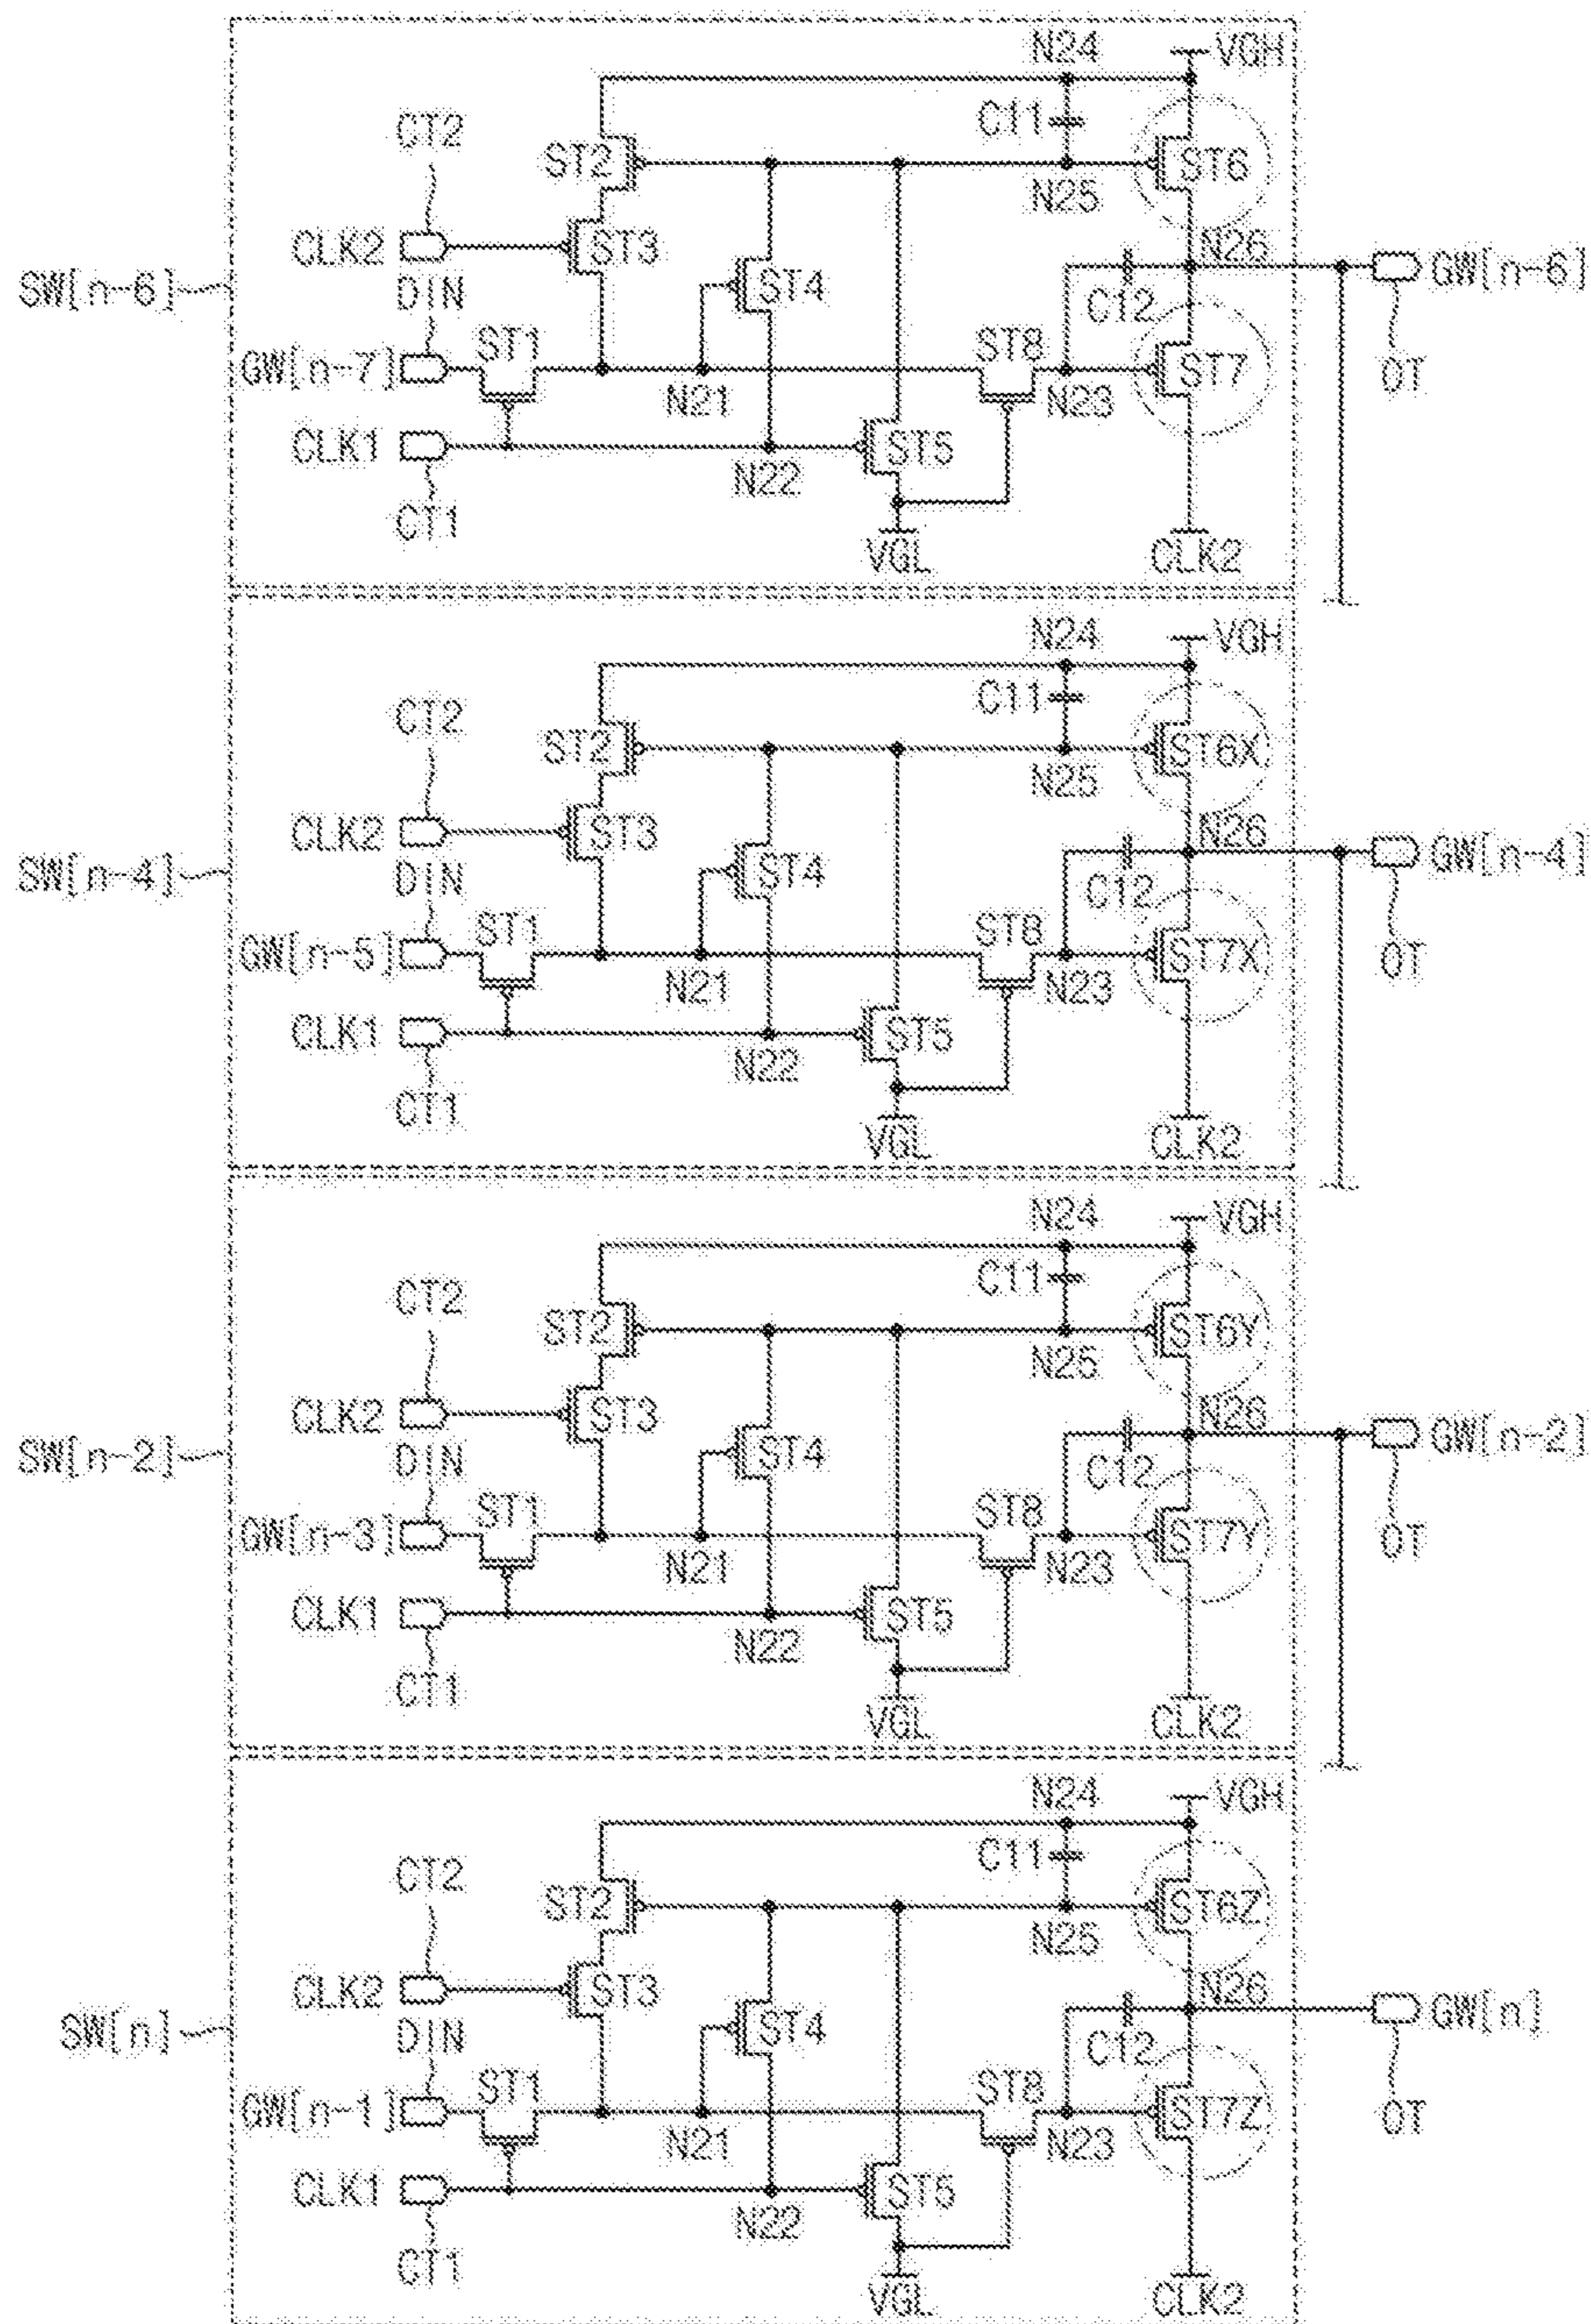 N24 VGH
C11
CT2
ST2 ST6
N25
CLK2 ST3 N26
SW[n-6] DIN ST4 C12 GW[n-6]
GW[n-7] ST1 ST8 ST7 OT
N21 N23
CLK1 ST5
N22
CT1
VGL CLK2
N24 VGH
C11
CT2
ST2 ST6X
N25
CLK2 ST3 N26
SW[n-4] DIN ST4 C12 GW[n-4]
GW[n-5] ST1 ST8 ST7X OT
N21 N23
CLK1 ST5
N22
CT1
VGL CLK2
N24 VGH
C11
CT2
ST2 ST6Y
N25
CLK2 ST3 N26
SW[n-2] DIN ST4 C12 GW[n-2]
GW[n-3] ST1 ST8 ST7Y OT
N21 N23
CLK1 ST5
N22
CT1
VGL CLK2
N24 VGH
C11
CT2
ST2 ST6Z
N25
CLK2 ST3 N26
SW[n] DIN ST4 C12 GW[n]
GW[n-1] ST1 ST8 ST7Z OT
N21 N23
CLK1 ST5
N22
CT1
VGL CLK2